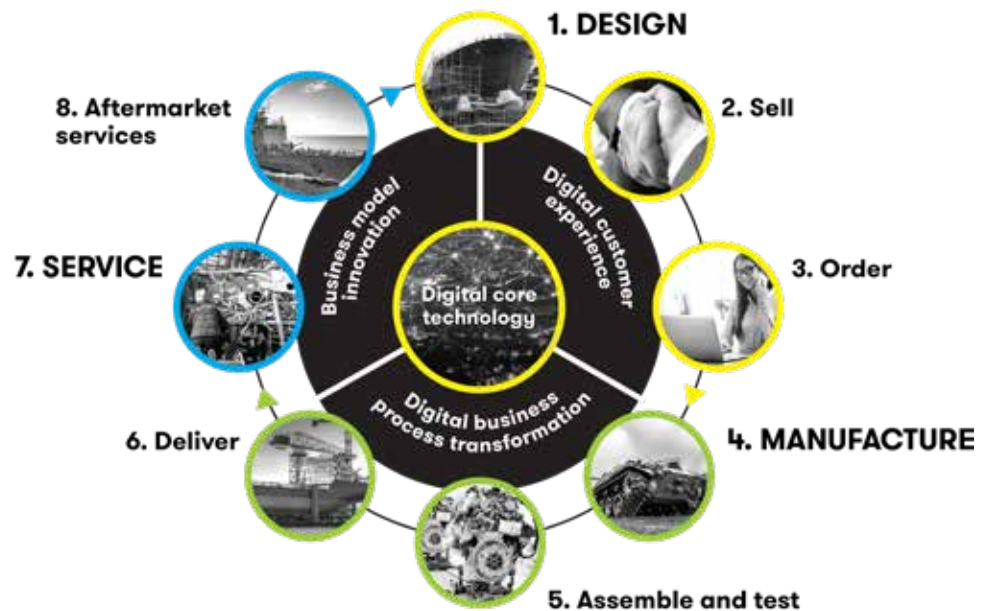 1. DESIGN
2. Sell
3. Order
4. MANUFACTURE
5. Assemble and test
6. Deliver
7. SERVICE
8. Aftermarket
services
Business model
innovation
Digital customer
experience
Digital business
process transformation
Digital core
technology